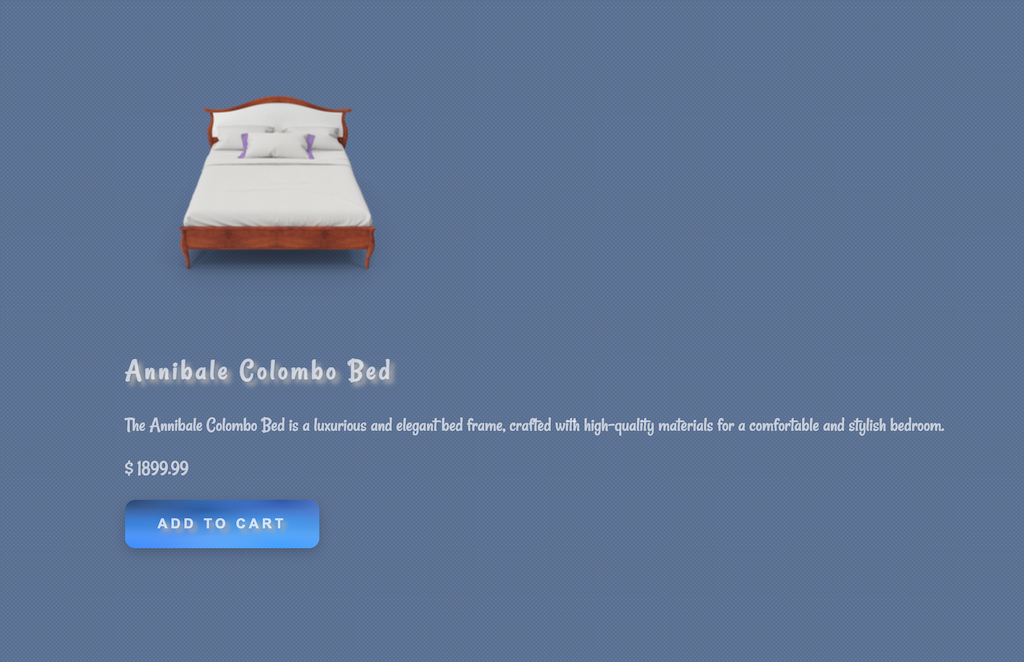 Annibale Colombo Bed
The Annibale Colombo Bed is a luxurious and elegant bed frame, crafted with high-quality materials for a comfortable and stylish bedroom.
$ 1899.99
ADD TO CART